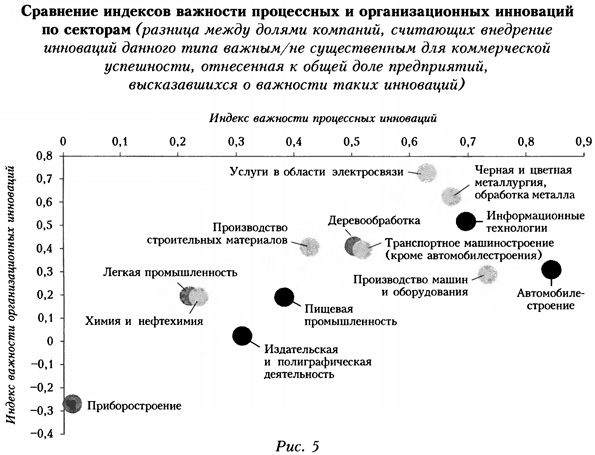 Сравнение индексов важности процессных и организационных инноваций
по секторам (разница между долями компаний, считающих внедрение
инноваций данного типа важным/не существенным для коммерческой
успешности, отнесенная к общей доле предприятий,
высказавшихся о важности таких инноваций)
Индекс важности процессных инноваций
0 0,1 0,2 0,3 0,4 0,5 0,6 0,7 0,8 0,9
Индекс важности организационных инноваций
0,8
0,7
0,6
0,5
0,4
0,3
0,2
0,1
0
−0,1
−0,2
−0,3
−0,4
Услуги в области электросвязи
Черная и цветная
металлургия,
обработка металла
Информационные
технологии
Деревообработка
Производство
строительных материалов
Транспортное машиностроение
(кроме автомобилестроения)
Производство машин
и оборудования
Автомобиле-
строение
Легкая промышленность
Химия и нефтехимия
Пищевая
промышленность
Издательская
и полиграфическая
деятельность
Приборостроение
Рис. 5